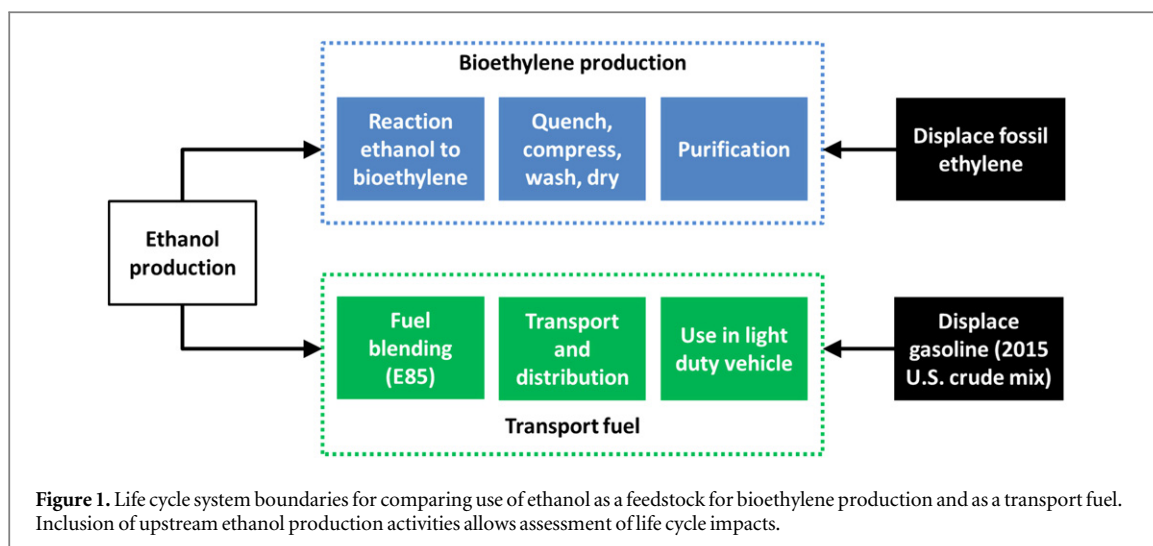 Bioethylene production
Reaction
ethanol to
bioethylene
Quench,
compress,
wash, dry
Purification
Displace fossil
ethylene
Ethanol
production
Fuel
blending
(E85)
Transport
and
distribution
Use in light
duty vehicle
Displace
gasoline (2015
U.S. crude mix)
Transport fuel
Figure 1. Life cycle system boundaries for comparing use of ethanol as a feedstock for bioethylene production and as a transport fuel.
Inclusion of upstream ethanol production activities allows assessment of life cycle impacts.